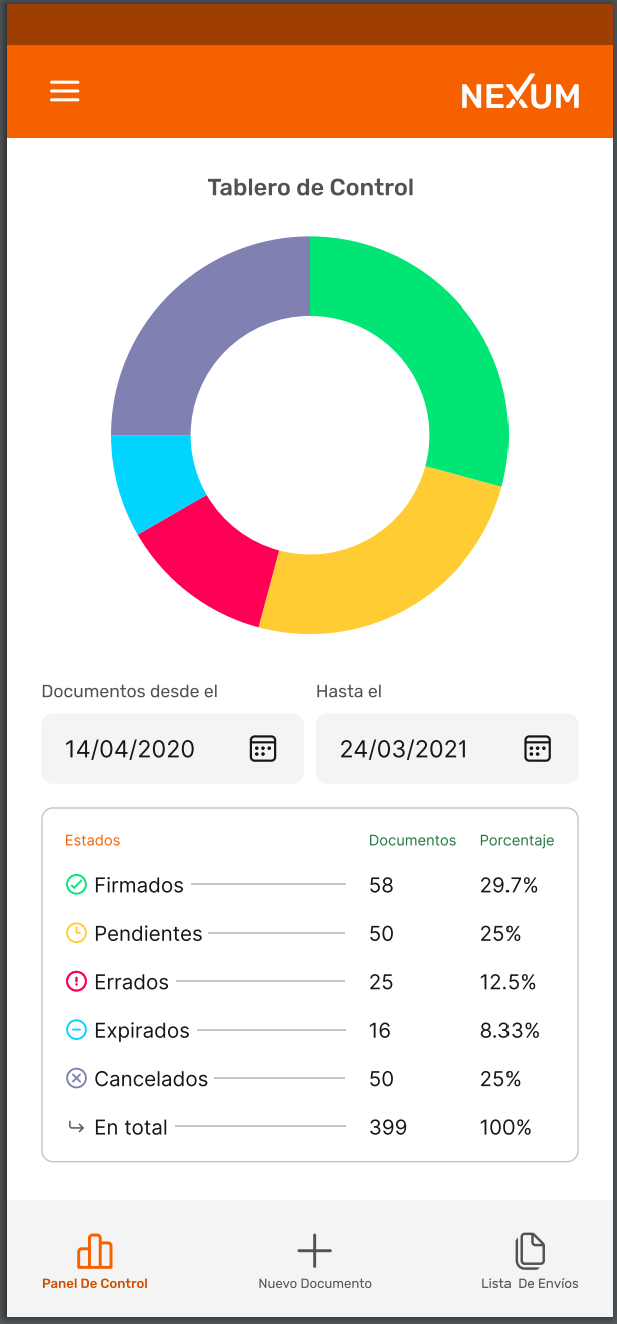 NEXUM
Tablero de Control
Documentos desde el Hasta el
14/04/2020 24/03/2021
Estados Documentos Porcentaje
Firmados 58 29.7%
Pendientes 50 25%
Errados 25 12.5%
Expirados 16 8.33%
Cancelados 50 25%
En total 399 100%
Panel De Control Nuevo Documento Lista De Envíos